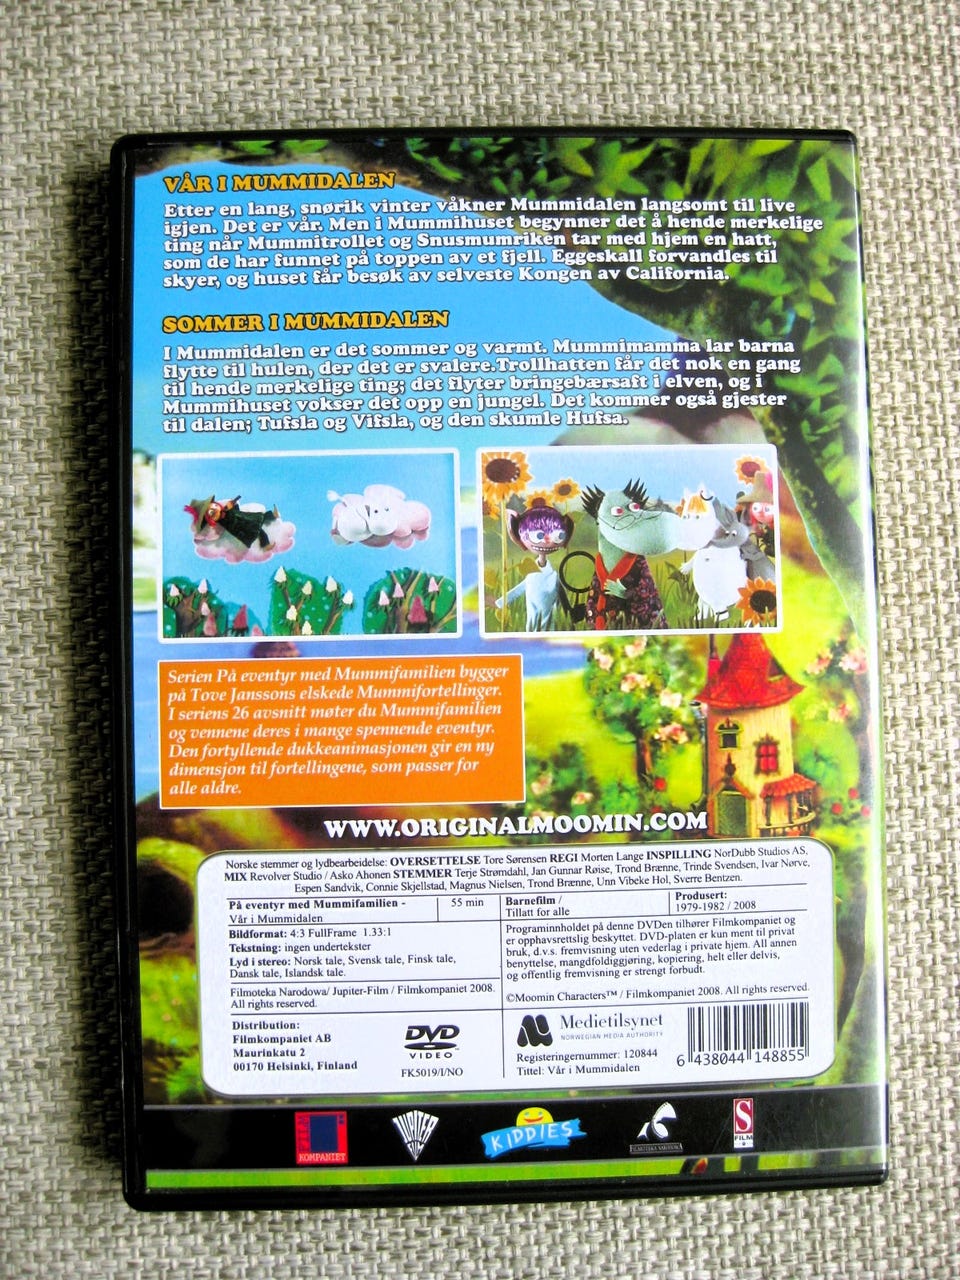 VÅR I MUMMIDALEN
Etter en lang, snørik vinter våkner Mummidalen langsomt til live
igjen. Det er vår. Men i Mummihuset begynner det å hende merkelige
ting når Mummitrollet og Snusmumriken tar med hjem en hatt,
som de har funnet på toppen av et fjell. Eggeskall forvandles til
skyer, og huset får besøk av selveste Kongen av California.
SOMMER I MUMMIDALEN
I Mummidalen er det sommer og varmt. Mummimamma lar barna
flytte til hulen, der det er svalere.Trollhatten får det nok en gang
til hende merkelige ting; det flyter bringebærsaft i elven, og i
Mummihuset vokser det opp en jungel. Det kommer også gjester
til dalen; Tufsla og Vifsla, og den skumle Hufsa.
Serien På eventyr med Mummifamilien bygger
på Tove Janssons elskede Mummifortellinger.
I seriens 26 avsnitt møter du Mummifamilien
og vennene deres i mange spennende eventyr.
Den fortyllende dukkeanimasjonen gir en ny
dimensjon til fortellingene, som passer for
alle aldre.
WWW.ORIGINALMOOMIN.COM
Norske stemmer og lydbearbeidelse: OVERSETTELSE Tore Sørensen REGI Morten Lange INSPILLING NorDubb Studios AS,
MIX Revolver Studio / Asko Ahonen STEMMER Terje Strømdahl, Jan Gunnar Røise, Trond Brænne, Trinde Svendsen, Ivar Nørve,
Espen Sandvik, Connie Skjellstad, Magnus Nielsen, Trond Brænne, Unn Vibeke Hol, Sverre Bentzen.
På eventyr med Mummifamilien -
Vår i Mummidalen
55 min
Barnefilm /
Tillatt for alle
Produsert:
1979-1982 / 2008
Bildformat: 4:3 FullFrame 1.33:1
Tekstning: ingen undertekster
Lyd i stereo: Norsk tale, Svensk tale, Finsk tale,
Dansk tale, Islandsk tale.
Programinnholdet på denne DVDen tilhører Filmkompaniet og
er opphavsrettslig beskyttet. DVD-platen er kun ment til privat
bruk, d.v.s. fremvisning uten vederlag i private hjem. All annen
benyttelse, mangdfoldiggjøring, kopiering, helt eller delvis,
og offentlig fremvisning er strengt forbudt.
Filmoteka Narodowa/ Jupiter-Film / Filmkompaniet 2008.
All rights reserved.
©Moomin Characters™ / Filmkompaniet 2008. All rights reserved.
Distribution:
Filmkompaniet AB
Maurinkatu 2
00170 Helsinki, Finland
DVD
VIDEO™
FK5019/I/NO
Medietilsynet
NORWEGIAN MEDIA AUTHORITY
Registeringernummer: 120844
Tittel: Vår i Mummidalen
6 438044 148855
KOMPANIET
JUPITER
FILM
KIDDIES
FILMOTEKA NARODOWA
S
FILM